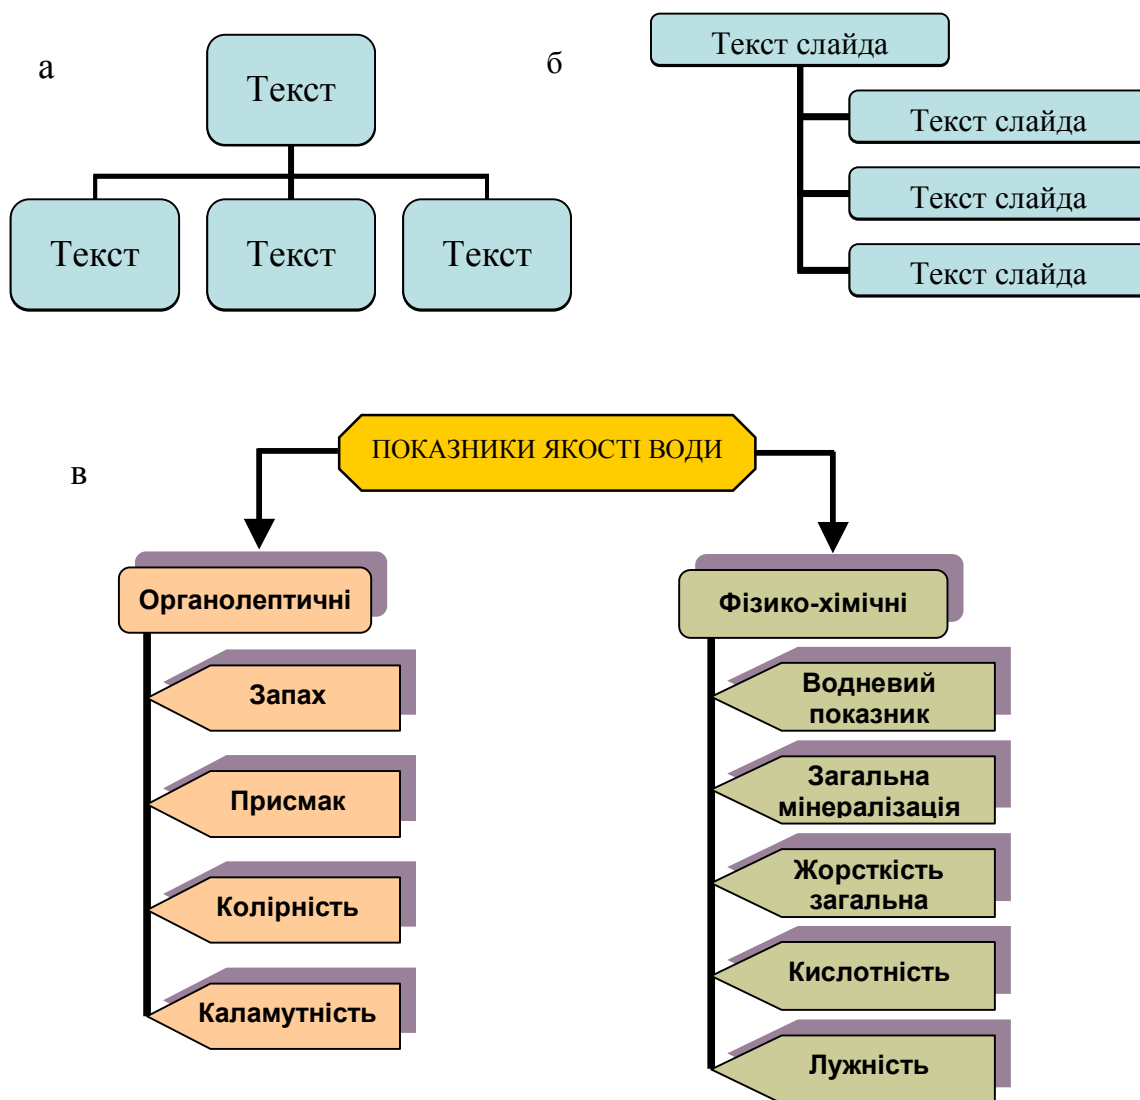 а
Текст
Текст
Текст
Текст
б
Текст слайда
Текст слайда
Текст слайда
Текст слайда
в
ПОКАЗНИКИ ЯКОСТІ ВОДИ
Органолептичні
Запах
Присмак
Колірність
Каламутність
Фізико-хімічні
Водневий
показник
Загальна
мінералізація
Жорсткість
загальна
Кислотність
Лужність